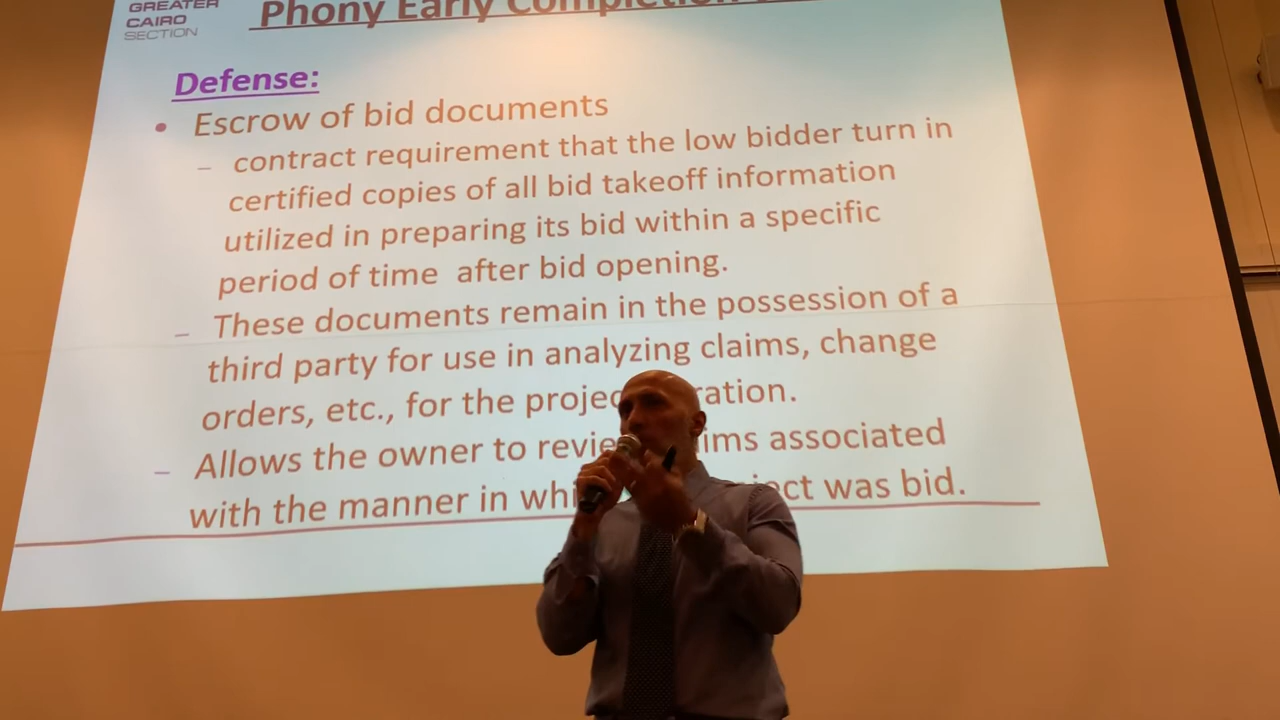 GREATER
CAIRO
SECTION
Phony Early Completion
Defense:
• Escrow of bid documents
– contract requirement that the low bidder turn in
certified copies of all bid takeoff information
utilized in preparing its bid within a specific
period of time after bid opening.
– These documents remain in the possession of a
third party for use in analyzing claims, change
orders, etc., for the
– Allows the owner to
with the manner in was bid.